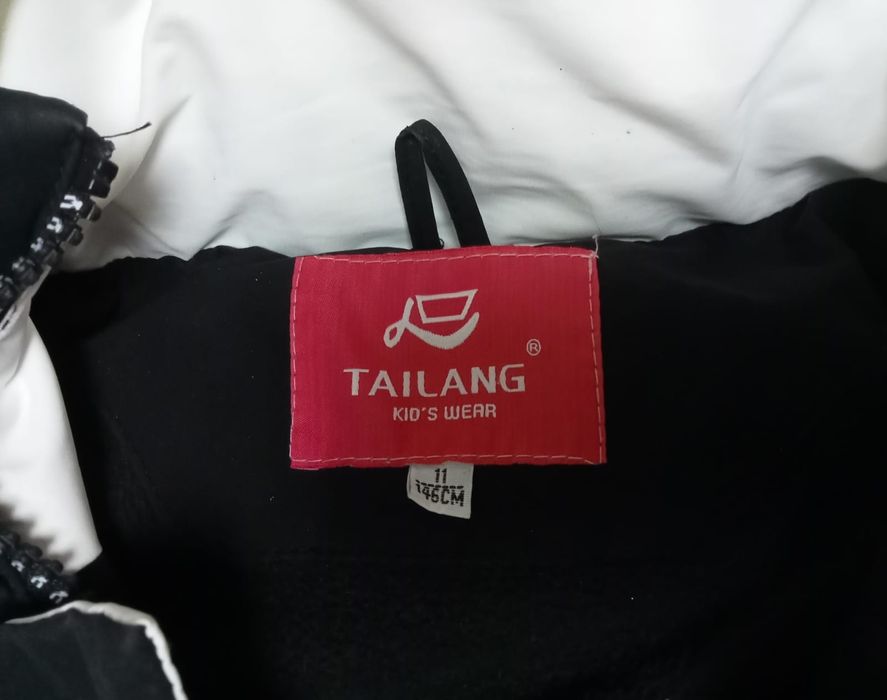 ®
TAILANG
KID'S WEAR
11
146CM